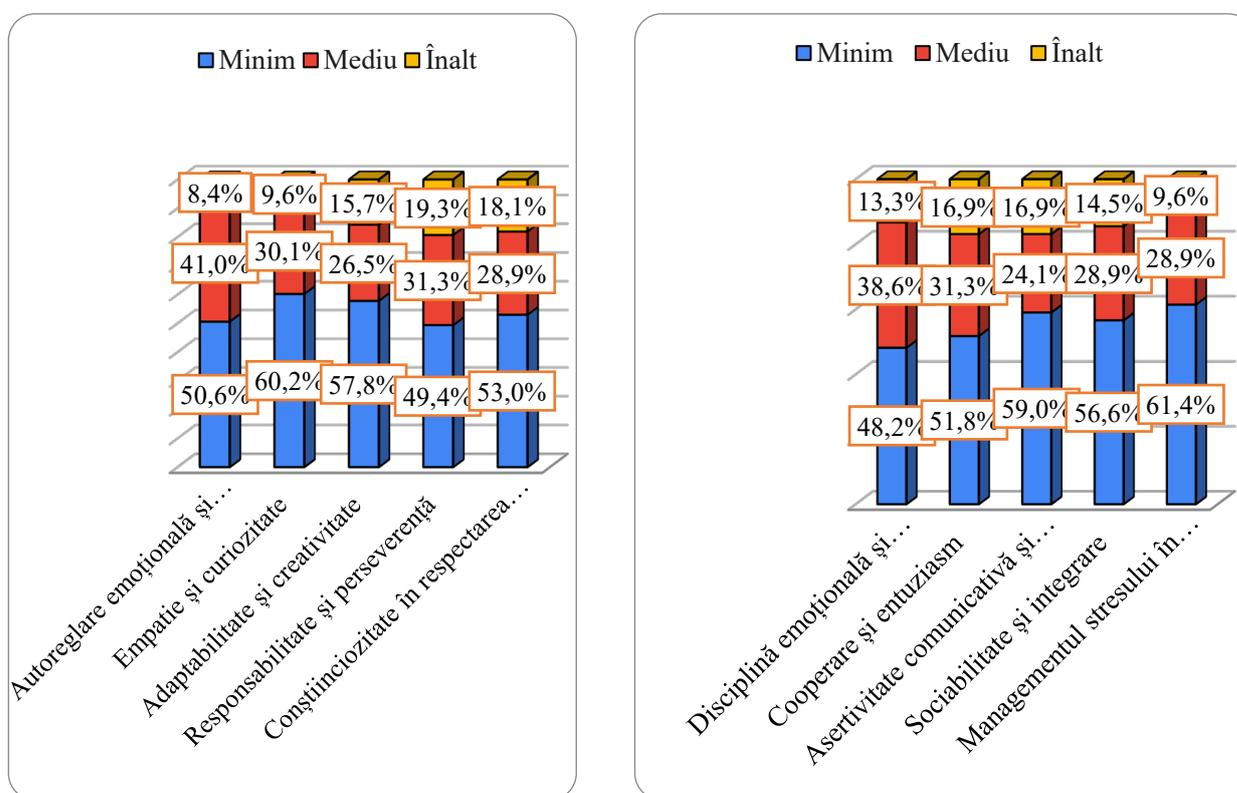 Minim Mediu Înalt
8,4% 9,6% 15,7% 19,3% 18,1%
41,0% 30,1% 26,5% 31,3% 28,9%
50,6% 60,2% 57,8% 49,4% 53,0%
Autoreglare emoțională și…
Empatie și curiozitate
Adaptabilitate și creativitate
Responsabilitate și perseverență
Conștiinciozitate în respectarea…
Minim Mediu Înalt
13,3% 16,9% 16,9% 14,5% 9,6%
38,6% 31,3% 24,1% 28,9% 28,9%
48,2% 51,8% 59,0% 56,6% 61,4%
Disciplină emoțională și…
Cooperare și entuziasm
Asertivitate comunicativă și…
Sociabilitate și integrare
Managementul stresului în…